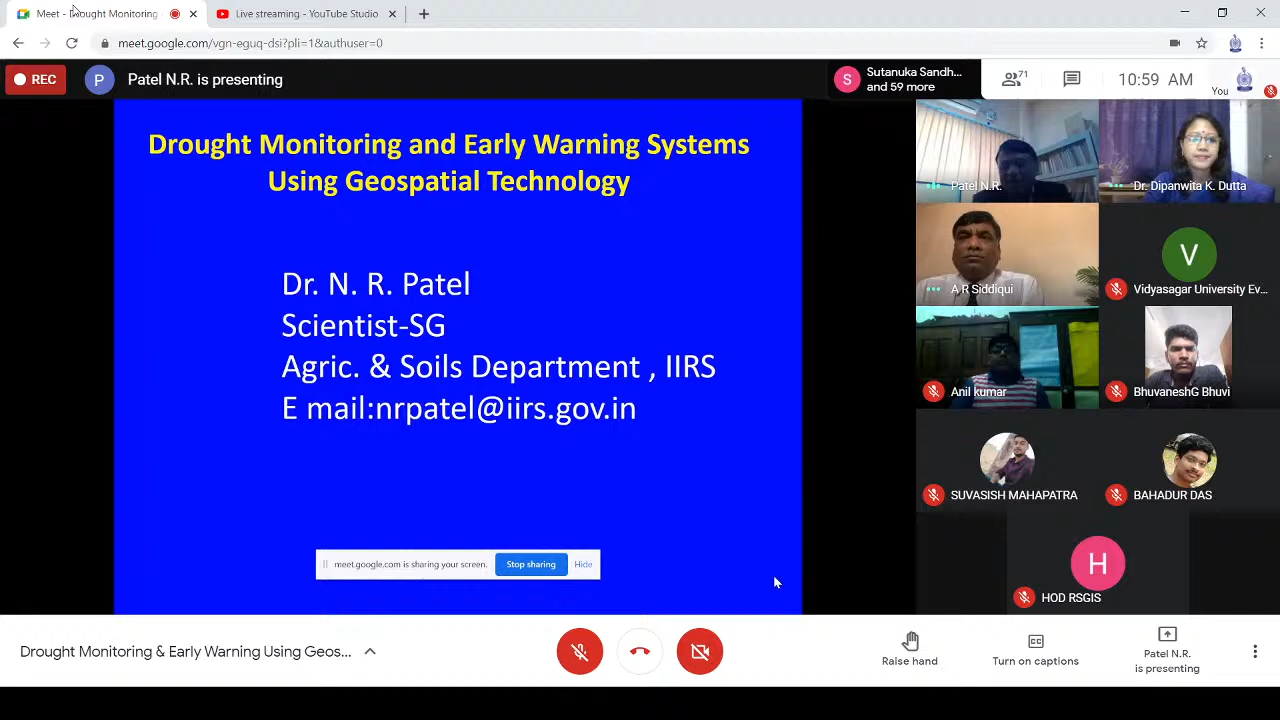 Meet - Drought Monitoring
Live streaming - YouTube Studio
meet.google.com/vgn-eguq-dsi?pli=1&authuser=0
REC
P
Patel N.R. is presenting
S
Sutanuka Sandh...
and 59 more
71
10:59 AM
You
Drought Monitoring and Early Warning Systems
Using Geospatial Technology
Dr. N. R. Patel
Scientist-SG
Agric. & Soils Department , IIRS
E mail:nrpatel@iirs.gov.in
meet.google.com is sharing your screen.
Stop sharing
Hide
Patel N.R.
Dr. Dipanwita K. Dutta
A R Siddiqui
V
Vidyasagar University Ev...
Anil kumar
BhuvaneshG Bhuvi
SUVASISH MAHAPATRA
BAHADUR DAS
H
HOD RSGIS
Drought Monitoring & Early Warning Using Geos...
Raise hand
Turn on captions
Patel N.R.
is presenting